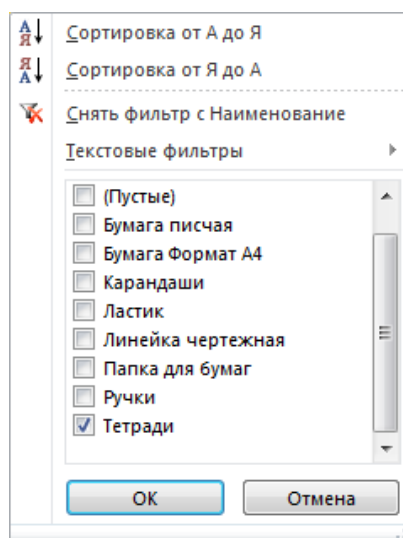 А
Я
Сортировка от А до Я
Я
А
Сортировка от Я до А
Снять фильтр с Наименование
Текстовые фильтры
(Пустые)
Бумага писчая
Бумага Формат А4
Карандаши
Ластик
Линейка чертежная
Папка для бумаг
Ручки
Тетради
ОК
Отмена